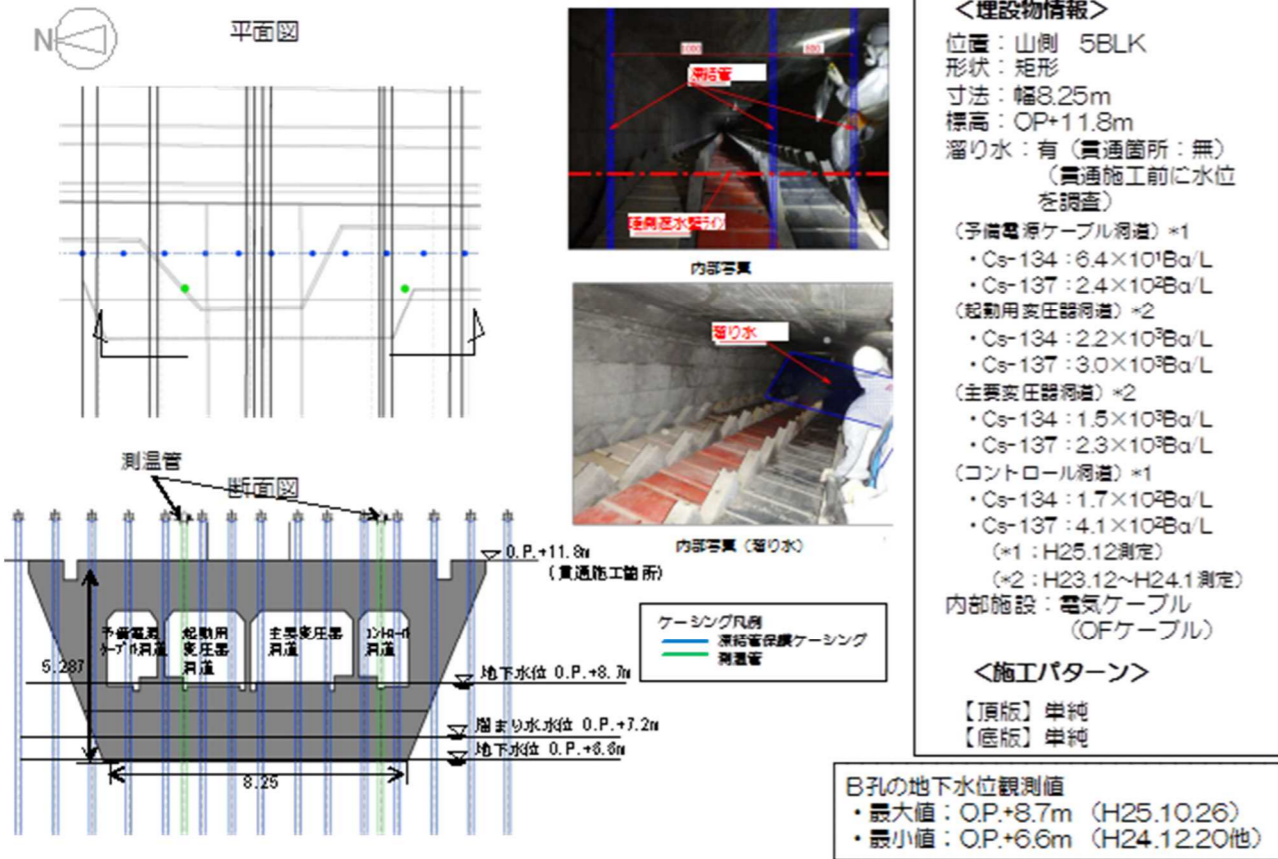 N
平面図
測温管
断面図
O.P.+11.8m
(貫通施工箇所)
予備電源
ケーブル洞道
起動用
変圧器
洞道
主要変圧器
洞道
コントロール
洞道
5.287
8.25
地下水位 O.P.+8.7m
溜まり水水位 O.P.+7.2m
地下水位 O.P.+6.6m
1000
凍結管
陸側遮水壁ライン
内部写真
溜り水
内部写真（溜り水）
ケーシング凡例
凍結管保護ケーシング
測温管
＜埋設物情報＞
位置：山側 5BLK
形状：矩形
寸法：幅8.25m
標高：OP+11.8m
溜り水：有（貫通箇所：無）
（貫通施工前に水位
を調査）
（予備電源ケーブル洞道）*1
・Cs-134：6.4×10¹Bq/L
・Cs-137：2.4×10²Bq/L
（起動用変圧器洞道）*2
・Cs-134：2.2×10³Bq/L
・Cs-137：3.0×10³Bq/L
（主要変圧器洞道）*2
・Cs-134：1.5×10³Bq/L
・Cs-137：2.3×10³Bq/L
（コントロール洞道）*1
・Cs-134：1.7×10²Bq/L
・Cs-137：4.1×10²Bq/L
（*1：H25.12測定）
（*2：H23.12～H24.1測定）
内部施設：電気ケーブル
（OFケーブル）
＜施工パターン＞
【頂版】単純
【底版】単純
B孔の地下水位観測値
・最大値：O.P.+8.7m （H25.10.26）
・最小値：O.P.+6.6m （H24.12.20他）